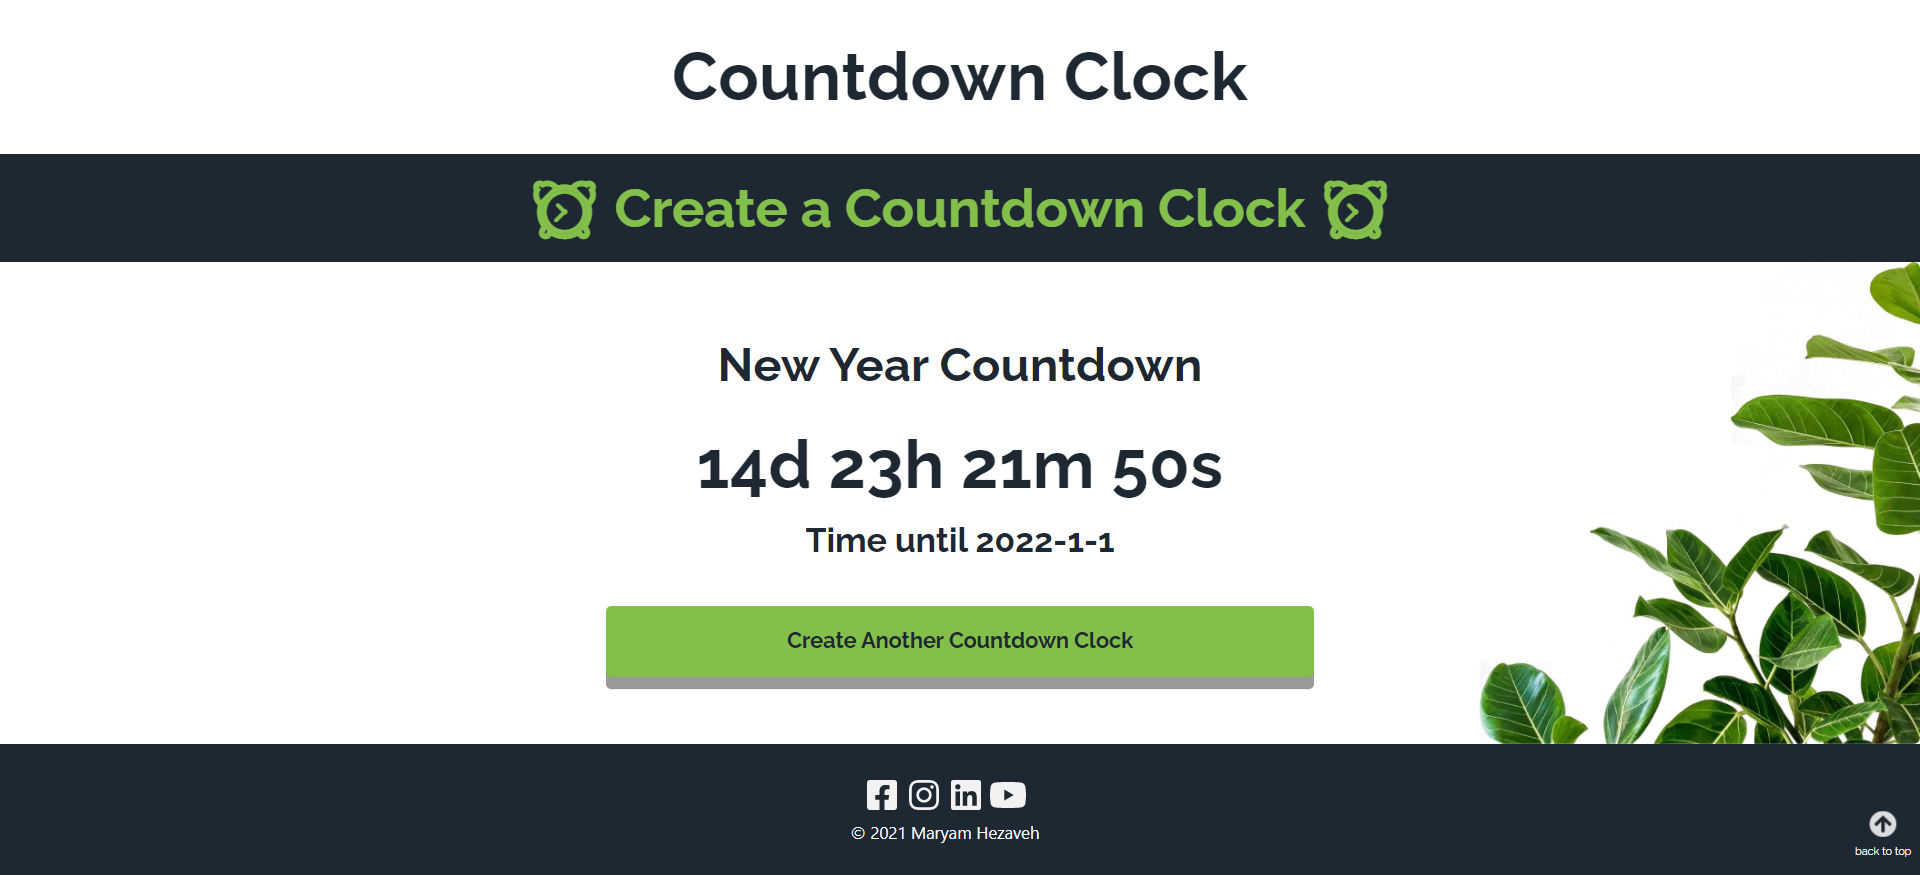 Countdown Clock
Create a Countdown Clock
New Year Countdown
14d 23h 21m 50s
Time until 2022-1-1
Create Another Countdown Clock
© 2021 Maryam Hezaveh
back to top